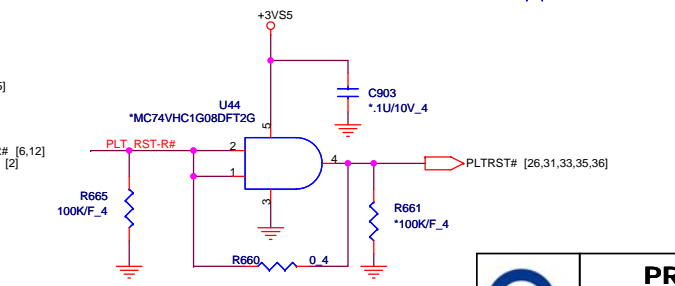 +3VS5
5]
C903
*.1U/10V_4
U44
*MC74VHC1G08DFT2G
5
R# [6,12]
[2]
PLT_RST-R#
2
1
4
3
PLTRST# [26,31,33,35,36]
R665
100K/F_4
R661
*100K/F_4
R660
0_4
PR